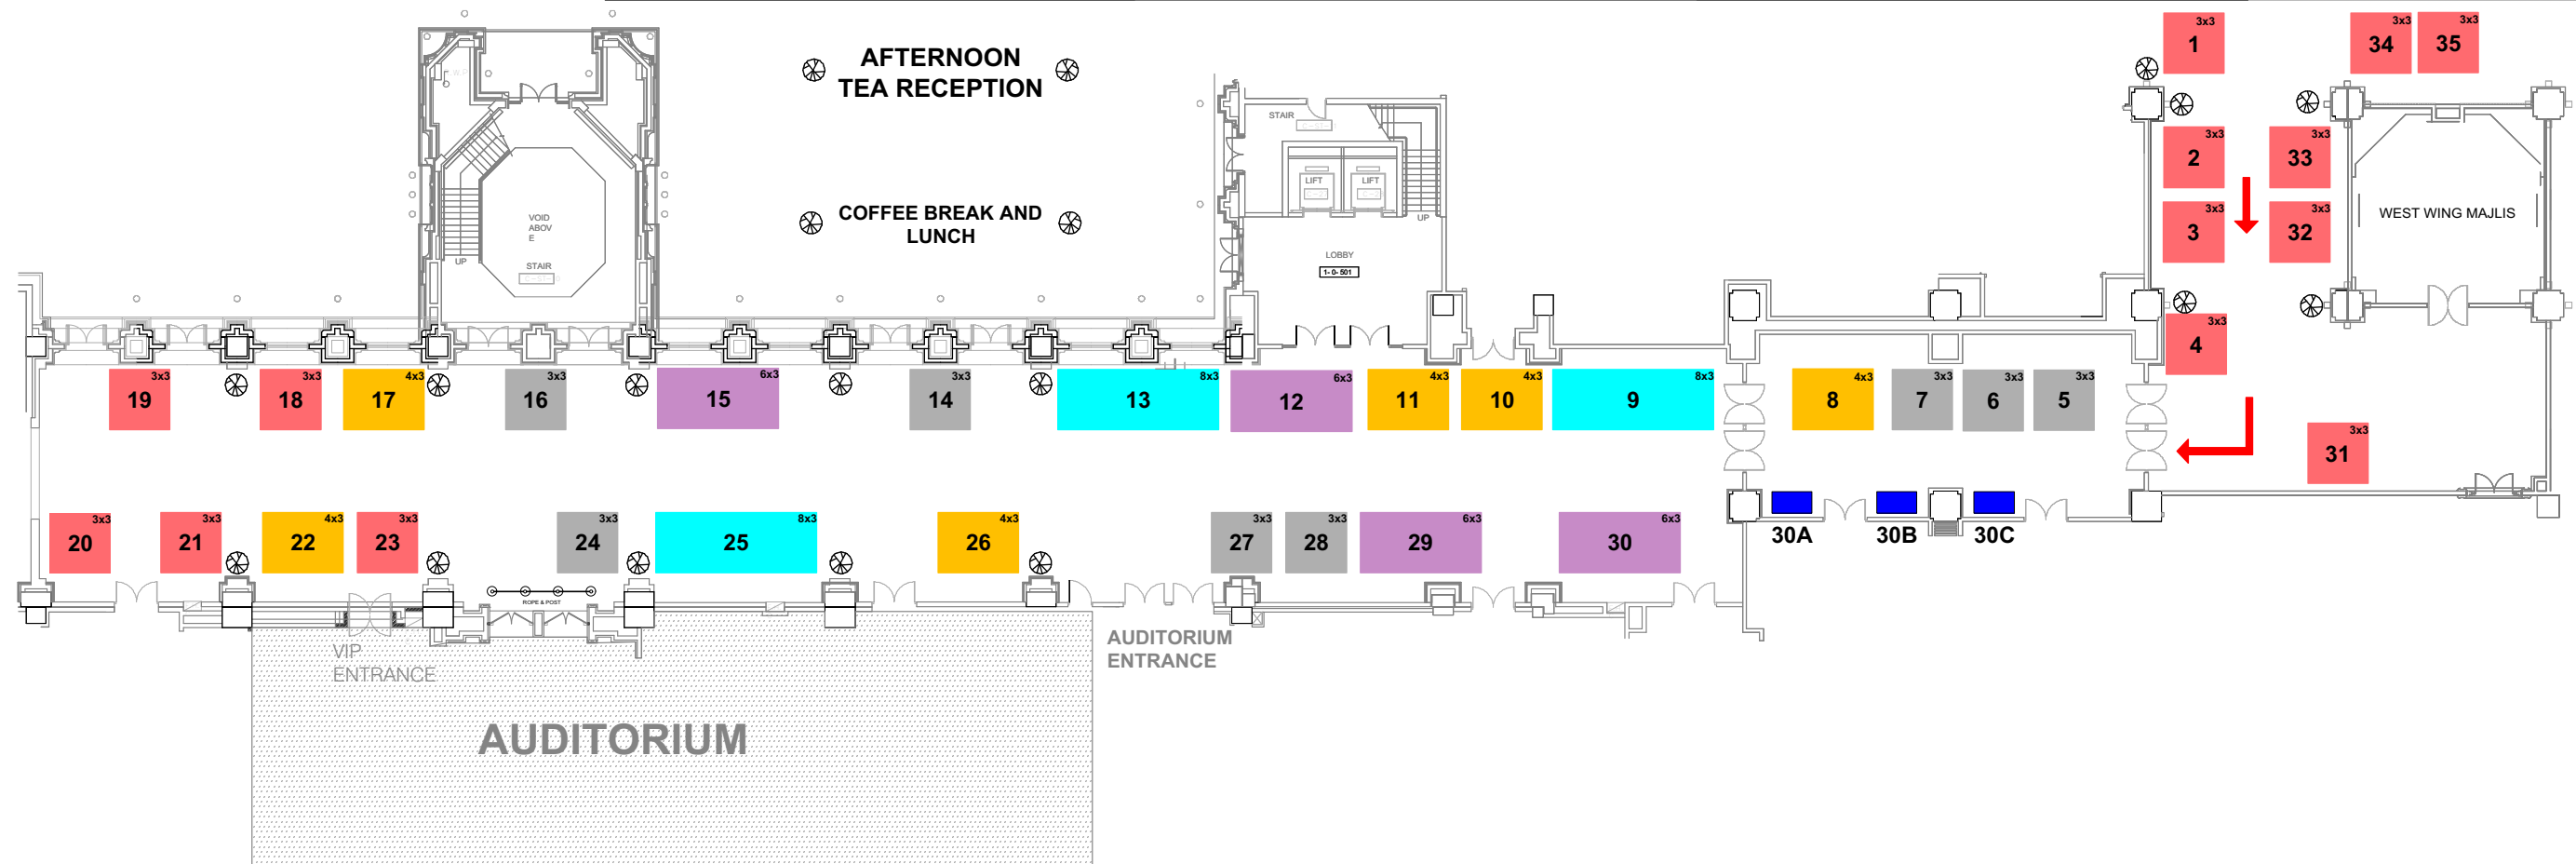 3x3
1
3x3
34
3x3
35
AFTERNOON
TEA RECEPTION
STAIR
LIFT
LIFT
UP
3x3
2
3x3
33
COFFEE BREAK AND
LUNCH
VOID
ABOV
E
UP
STAIR
LOBBY
1- 0- 501
3x3
3
3x3
32
WEST WING MAJLIS
3x3
4
3x3
19
3x3
18
4x3
17
3x3
16
6x3
15
3x3
14
8x3
13
6x3
12
4x3
11
4x3
10
8x3
9
4x3
8
3x3
7
3x3
6
3x3
5
3x3
31
3x3
20
3x3
21
4x3
22
3x3
23
3x3
24
8x3
25
4x3
26
3x3
27
3x3
28
6x3
29
6x3
30
30A
30B
30C
ROPE & POST
VIP
ENTRANCE
AUDITORIUM
ENTRANCE
AUDITORIUM